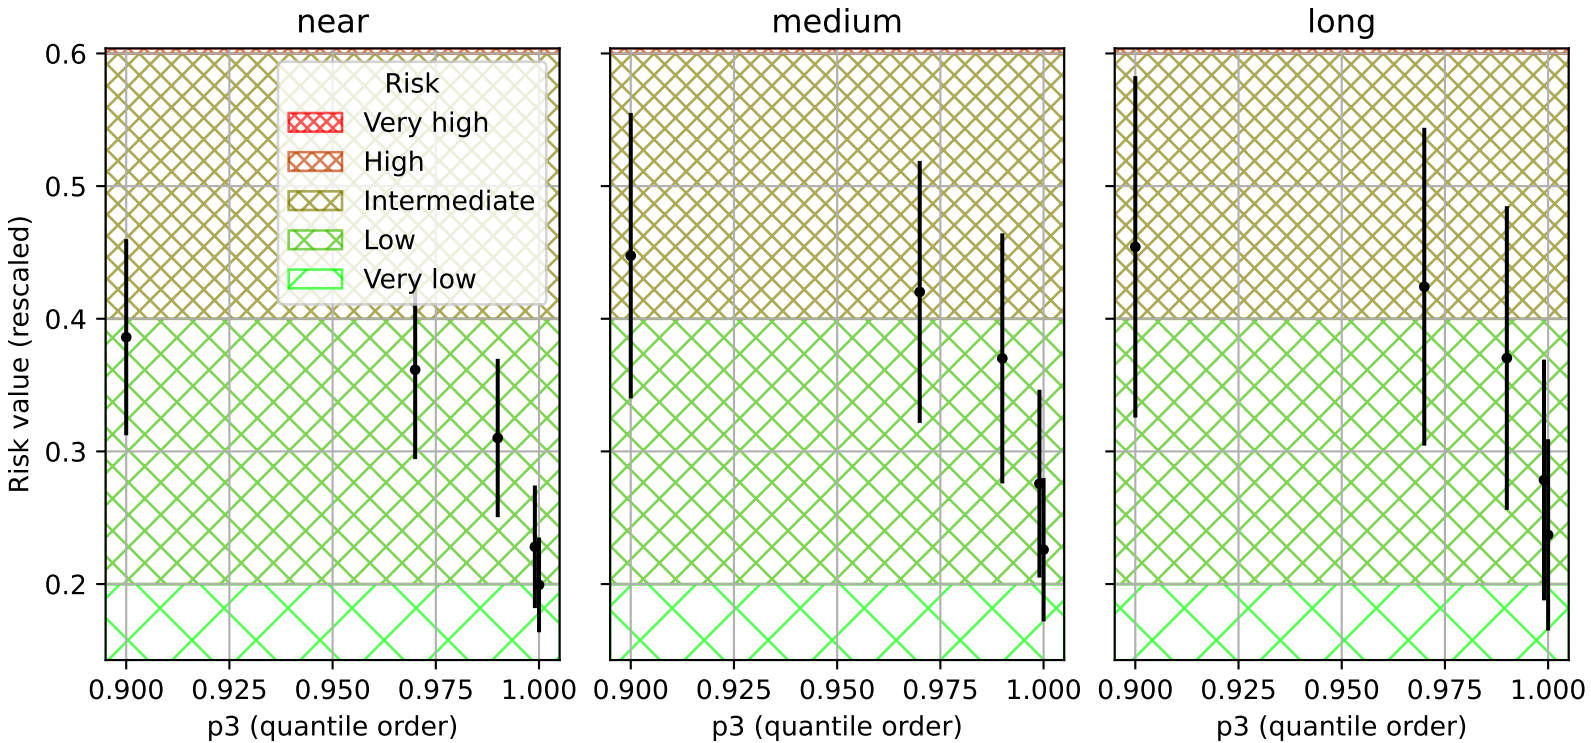 near
medium
long
Risk value (rescaled)
0.6
0.5
0.4
0.3
0.2
Risk
Very high
High
Intermediate
Low
Very low
0.900 0.925 0.950 0.975 1.000
0.900 0.925 0.950 0.975 1.000
0.900 0.925 0.950 0.975 1.000
p3 (quantile order)
p3 (quantile order)
p3 (quantile order)